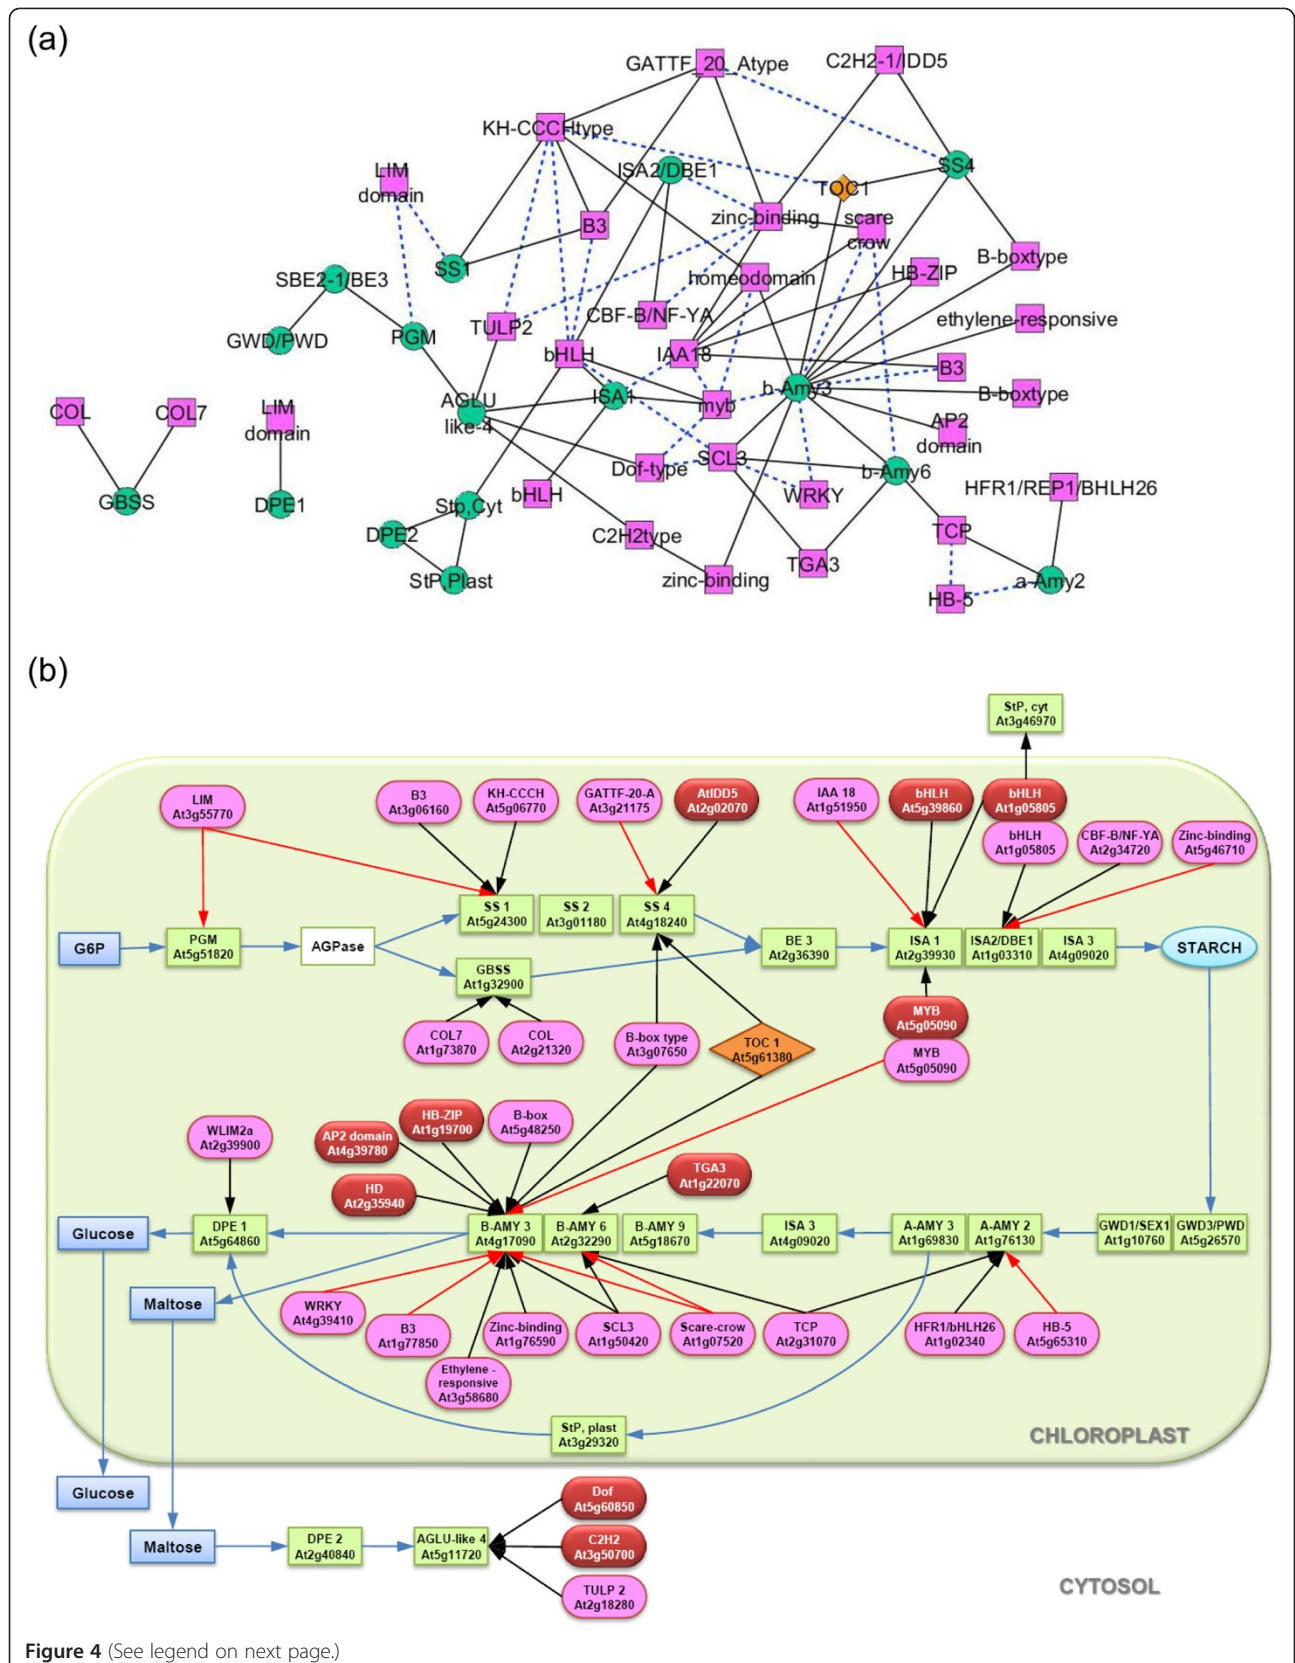 (a)
GATTF_20_Atype
C2H2-1/IDD5
KH-CCCHtype
LIM
domain
ISA2/DBE1
SS4
TOC1
B3
zinc-binding
scare
crow
B-boxtype
SS1
SBE2-1/BE3
homeodomain
HB-ZIP
GWD/PWD
PGM
TULP2
CBF-B/NF-YA
ethylene-responsive
bHLH
IAA18
B3
COL
COL7
LIM
domain
AGLU
like-4
ISA1
myb
b-Amy3
B-boxtype
AP2
domain
GBSS
DPE1
Dof-type
SCL3
b-Amy6
HFR1/REP1/BHLH26
Stp,Cyt
bHLH
WRKY
DPE2
C2H2type
TCP
StP,Plast
zinc-binding
TGA3
HB-5
a-Amy2
(b)
StP, cyt
At3g46970
LIM
At3g55770
B3
At3g06160
KH-CCCH
At5g06770
GATTF-20-A
At3g21175
AtIDD5
At2g02070
IAA 18
At1g51950
bHLH
At5g39860
bHLH
At1g05805
bHLH
At1g05805
CBF-B/NF-YA
At2g34720
Zinc-binding
At5g46710
SS 1
At5g24300
SS 2
At3g01180
SS 4
At4g18240
G6P
PGM
At5g51820
AGPase
BE 3
At2g36390
ISA 1
At2g39930
ISA2/DBE1
At1g03310
ISA 3
At4g09020
STARCH
GBSS
At1g32900
COL7
At1g73870
COL
At2g21320
B-box type
At3g07650
TOC 1
At5g61380
MYB
At5g05090
MYB
At5g05090
WLIM2a
At2g39900
AP2 domain
At4g39780
HB-ZIP
At1g19700
B-box
At5g48250
HD
At2g35940
TGA3
At1g22070
Glucose
DPE 1
At5g64860
B-AMY 3
At4g17090
B-AMY 6
At2g32290
B-AMY 9
At5g18670
ISA 3
At4g09020
A-AMY 3
At1g69830
A-AMY 2
At1g76130
GWD1/SEX1
At1g10760
GWD3/PWD
At5g26570
Maltose
WRKY
At4g39410
B3
At1g77850
Ethylene -
responsive
At3g58680
Zinc-binding
At1g76590
SCL3
At1g50420
Scare-crow
At1g07520
TCP
At2g31070
HFR1/bHLH26
At1g02340
HB-5
At5g65310
StP, plast
At3g29320
CHLOROPLAST
Glucose
Maltose
DPE 2
At2g40840
AGLU-like 4
At5g11720
Dof
At5g60850
C2H2
At3g50700
TULP 2
At2g18280
CYTOSOL
Figure 4 (See legend on next page.)